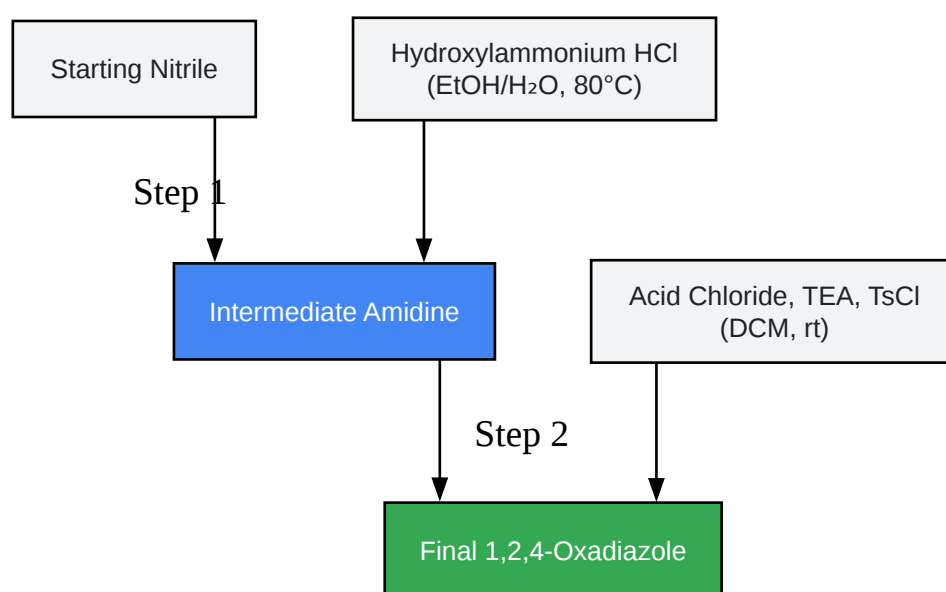 Starting Nitrile
Hydroxylammonium HCl
(EtOH/H₂O, 80°C)
Step 1
Intermediate Amidine
Acid Chloride, TEA, TsCl
(DCM, rt)
Step 2
Final 1,2,4-Oxadiazole